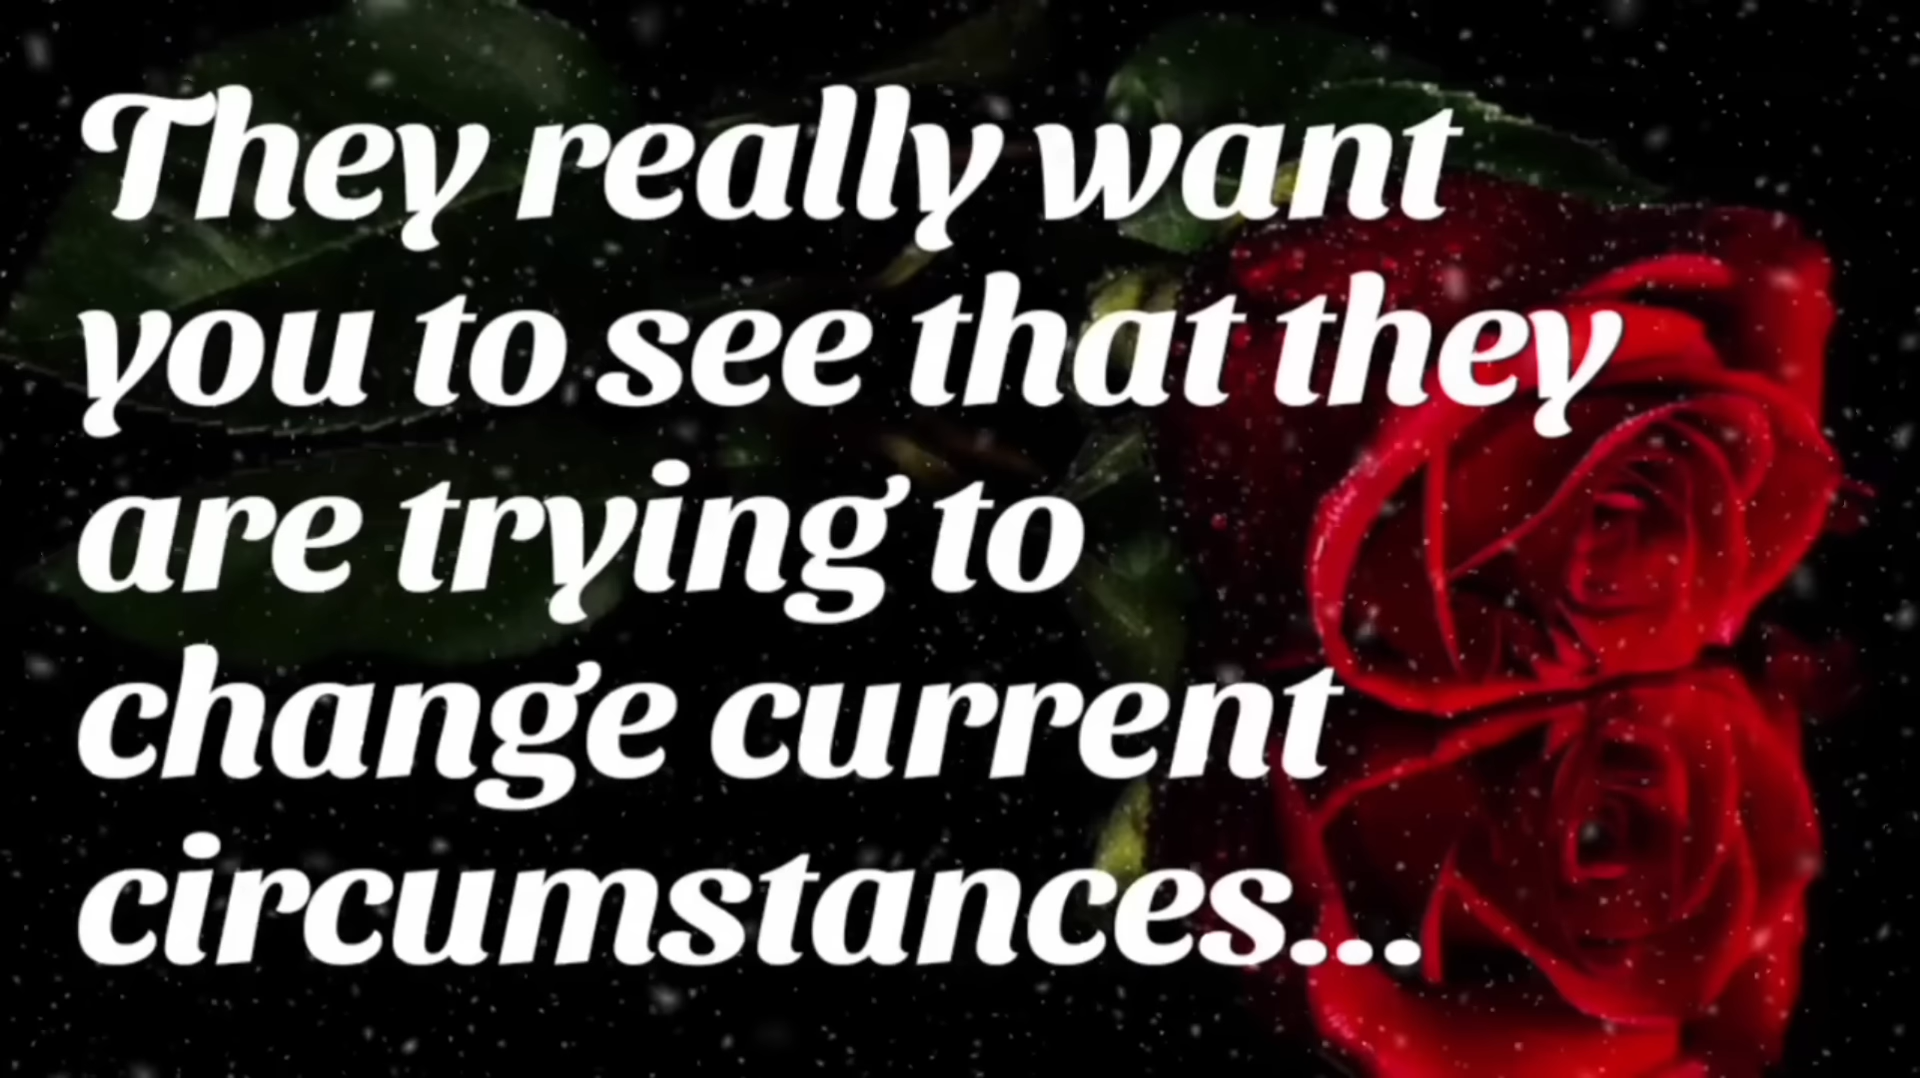 They really want
you to see that they
are trying to
change current
circumstances...